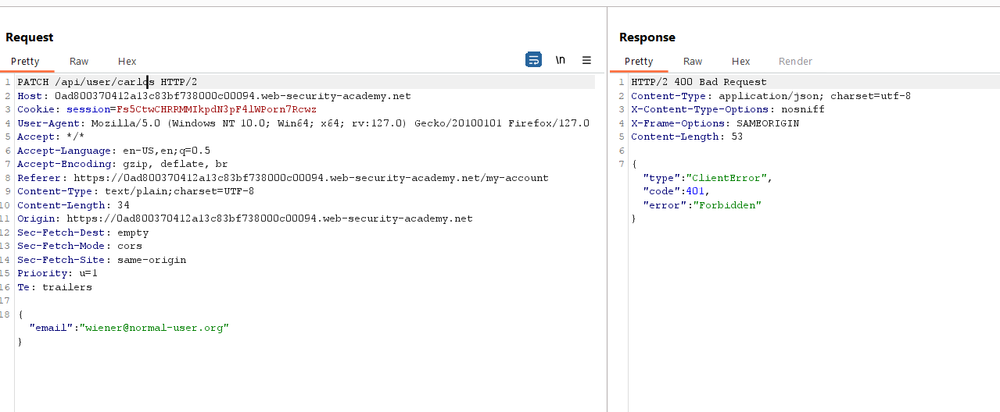 Request
Pretty Raw Hex
\n
1 PATCH /api/user/carlos HTTP/2
2 Host: 0ad800370412a13c83bf738000c00094.web-security-academy.net
3 Cookie: session=Fs5CtwCHRRMMIkpdN3pF4lWPorn7Rcwz
4 User-Agent: Mozilla/5.0 (Windows NT 10.0; Win64; x64; rv:127.0) Gecko/20100101 Firefox/127.0
5 Accept: */*
6 Accept-Language: en-US,en;q=0.5
7 Accept-Encoding: gzip, deflate, br
8 Referer: https://0ad800370412a13c83bf738000c00094.web-security-academy.net/my-account
9 Content-Type: text/plain;charset=UTF-8
10 Content-Length: 34
11 Origin: https://0ad800370412a13c83bf738000c00094.web-security-academy.net
12 Sec-Fetch-Dest: empty
13 Sec-Fetch-Mode: cors
14 Sec-Fetch-Site: same-origin
15 Priority: u=1
16 Te: trailers
17
18 {
"email":"wiener@normal-user.org"
}
Response
Pretty Raw Hex Render
1 HTTP/2 400 Bad Request
2 Content-Type: application/json; charset=utf-8
3 X-Content-Type-Options: nosniff
4 X-Frame-Options: SAMEORIGIN
5 Content-Length: 53
6
7 {
"type":"ClientError",
"code":401,
"error":"Forbidden"
}